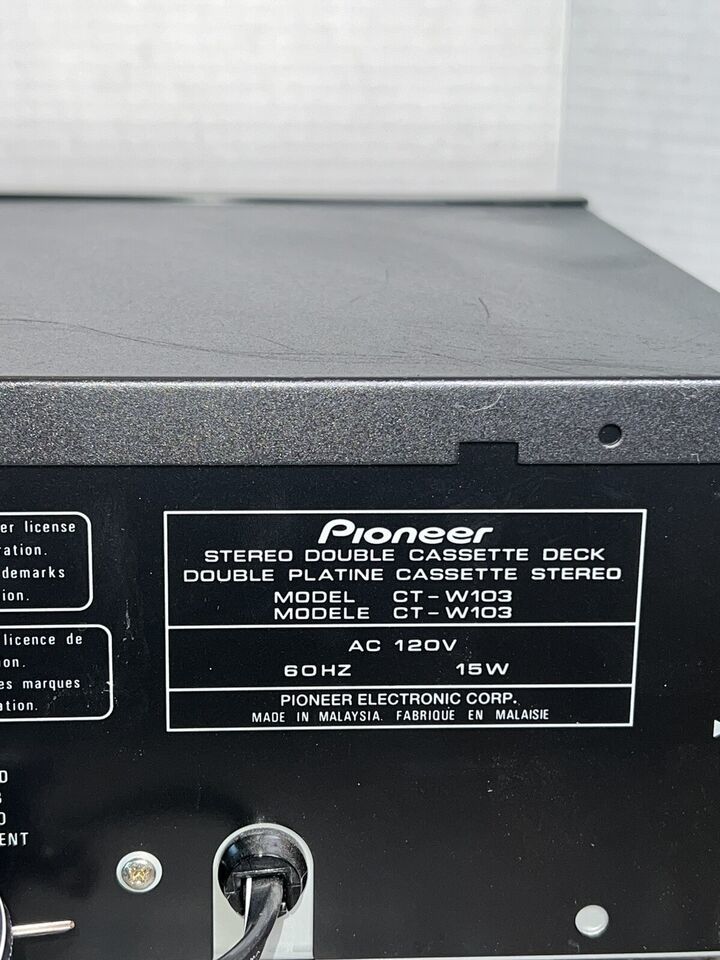 er license
ration.
demarks
ion.
licence de
on.
es marques
ation.
Pioneer
STEREO DOUBLE CASSETTE DECK
DOUBLE PLATINE CASSETTE STEREO
MODEL CT-W103
MODELE CT-W103
AC 120V
60HZ 15W
PIONEER ELECTRONIC CORP.
MADE IN MALAYSIA. FABRIQUE EN MALAISIE
O
O
ENT